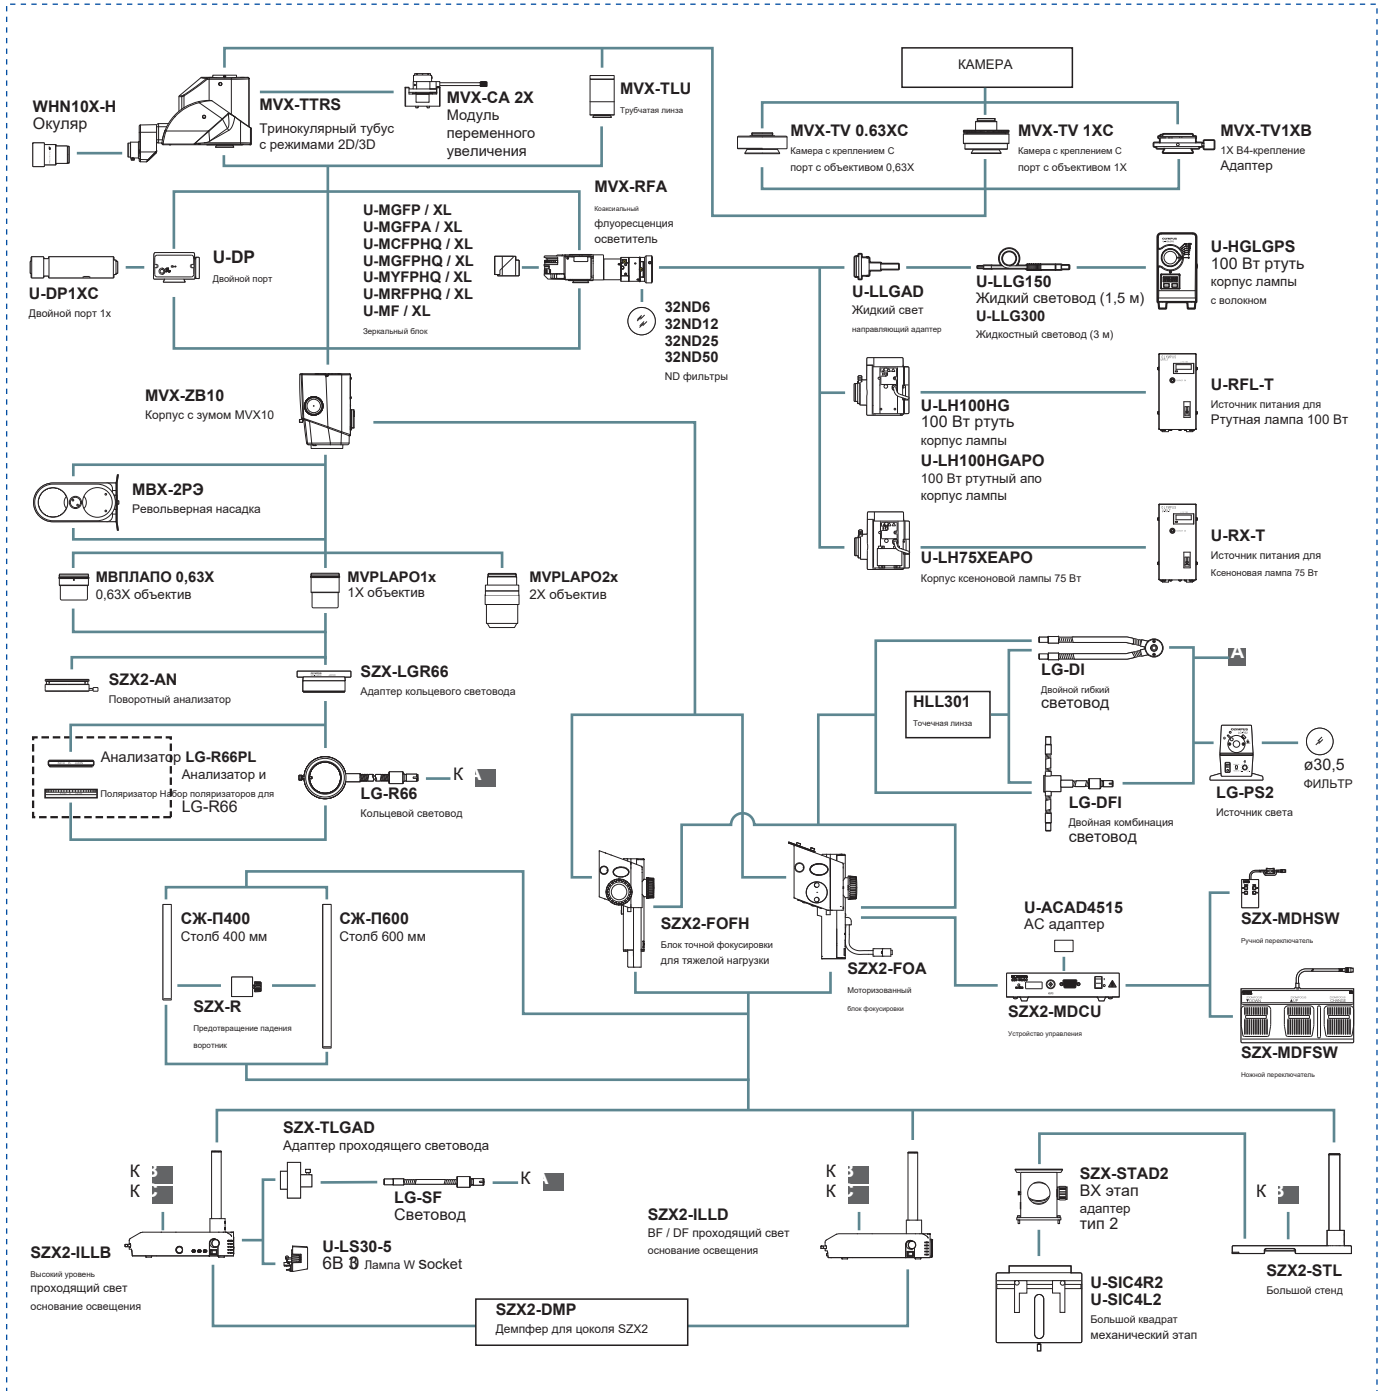 КАМЕРА
WHN10X-H
Окуляр
MVX-TTRS
Тринокулярный тубус
с режимами 2D/3D
MVX-CA 2X
Модуль
переменного
увеличения
MVX-TLU
Трубчатая линза
MVX-TV 0.63XC
Камера с креплением C
порт с объективом 0,63X
MVX-TV 1XC
Камера с креплением C
порт с объективом 1X
MVX-TV1XB
1X B4-крепление
Адаптер
MVX-RFA
Коаксиальный
флуоресценция
осветитель
U-MGFP / XL
U-MGFPA / XL
U-MCFPHQ / XL
U-MGFPHQ / XL
U-MYFPHQ / XL
U-MRFPHQ / XL
U-MF / XL
Зеркальный блок
U-DP
Двойной порт
U-DP1XC
Двойной порт 1x
32ND6
32ND12
32ND25
32ND50
ND фильтры
U-LLGAD
Жидкий свет
направляющий адаптер
U-LLG150
Жидкий световод (1,5 м)
U-LLG300
Жидкостный световод (3 м)
U-HGLGPS
100 Вт ртуть
корпус лампы
с волокном
MVX-ZB10
Корпус с зумом MVX10
U-LH100HG
100 Вт ртуть
корпус лампы
U-LH100HGAPO
100 Вт ртутный апо
корпус лампы
U-RFL-T
Источник питания для
Ртутная лампа 100 Вт
МВХ-2РЭ
Револьверная насадка
U-LH75XEAPO
Корпус ксеноновой лампы 75 Вт
U-RX-T
Источник питания для
Ксеноновая лампа 75 Вт
МВПЛАПО 0,63X
0,63X объектив
MVPLAPO1x
1X объектив
MVPLAPO2x
2X объектив
SZX2-AN
Поворотный анализатор
SZX-LGR66
Адаптер кольцевого световода
LG-DI
Двойной гибкий
световод
A
HLL301
Точечная линза
Анализатор LG-R66PL
Анализатор и
Поляризатор Набор поляризаторов для
LG-R66
К A
LG-R66
Кольцевой световод
LG-DFI
Двойная комбинация
световод
LG-PS2
Источник света
ø30,5
ФИЛЬТР
СЖ-П400
Столб 400 мм
СЖ-П600
Столб 600 мм
SZX-R
Предотвращение падения
воротник
SZX2-FOFH
Блок точной фокусировки
для тяжелой нагрузки
SZX2-FOA
Моторизованный
блок фокусировки
U-ACAD4515
АС адаптер
SZX2-MDCU
Устройство управления
SZX-MDHSW
Ручной переключатель
SZX-MDFSW
Ножной переключатель
SZX-TLGAD
Адаптер проходящего световода
К B
К C
LG-SF
Световод
К A
U-LS30-5
6В 30 Лампа W Socket
SZX2-ILLB
Высокий уровень
проходящий свет
основание освещения
К B
К C
SZX2-ILLD
BF / DF проходящий свет
основание освещения
SZX-STAD2
BX этап
адаптер
тип 2
К B
SZX2-STL
Большой стенд
U-SIC4R2
U-SIC4L2
Большой квадрат
механический этап
SZX2-DMP
Демпфер для цоколя SZX2